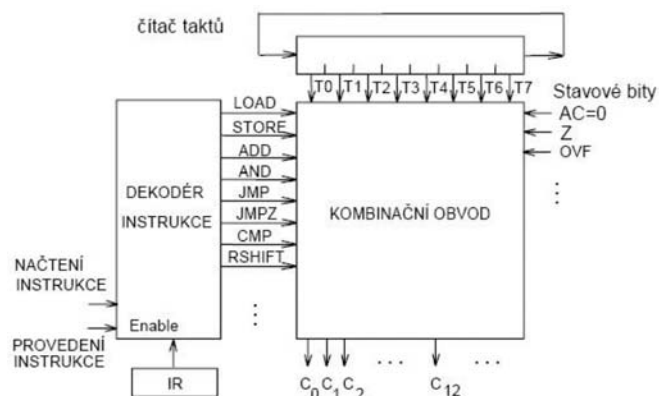 čítač taktů
T0 T1 T2 T3 T4 T5 T6 T7
Stavové bity
AC=0
Z
OVF
LOAD
STORE
ADD
AND
JMP
JMPZ
CMP
RSHIFT
DEKODÉR
INSTRUKCE
KOMBINAČNÍ OBVOD
NAČTENÍ
INSTRUKCE
Enable
PROVEDENÍ
INSTRUKCE
IR
C0 C1 C2 ... C12 ...